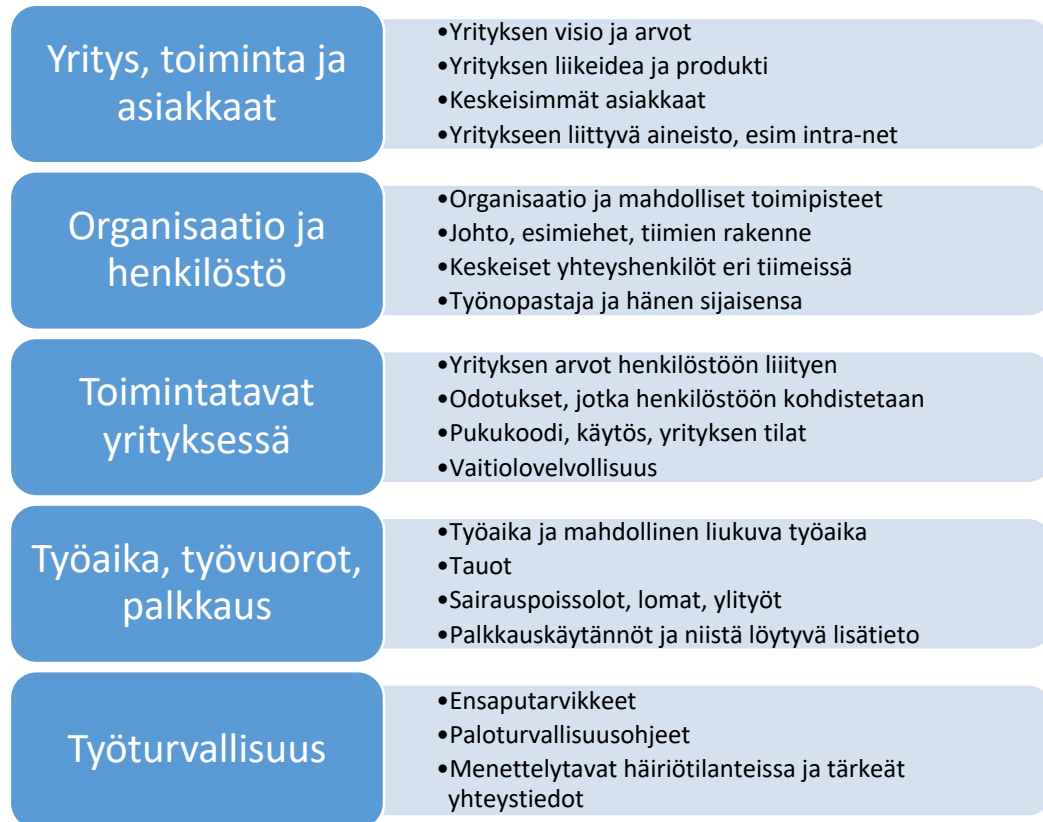 Yritys, toiminta ja
asiakkaat
•Yrityksen visio ja arvot
•Yrityksen liikeidea ja produkti
•Keskeisimmät asiakkaat
•Yritykseen liittyvä aineisto, esim intra-net
Organisaatio ja
henkilöstö
•Organisaatio ja mahdolliset toimipisteet
•Johto, esimiehet, tiimien rakenne
•Keskeiset yhteyshenkilöt eri tiimeissä
•Työnopastaja ja hänen sijaisensa
Toimintatavat
yrityksessä
•Yrityksen arvot henkilöstöön liiityen
•Odotukset, jotka henkilöstöön kohdistetaan
•Pukukoodi, käytös, yrityksen tilat
•Vaitiolovelvollisuus
Työaika, työvuorot,
palkkaus
•Työaika ja mahdollinen liukuva työaika
•Tauot
•Sairauspoissolot, lomat, ylityöt
•Palkkauskäytännöt ja niistä löytyvä lisätieto
Työturvallisuus
•Ensaputarvikkeet
•Paloturvallisuusohjeet
•Menettelytavat häiriötilanteissa ja tärkeät
yhteystiedot